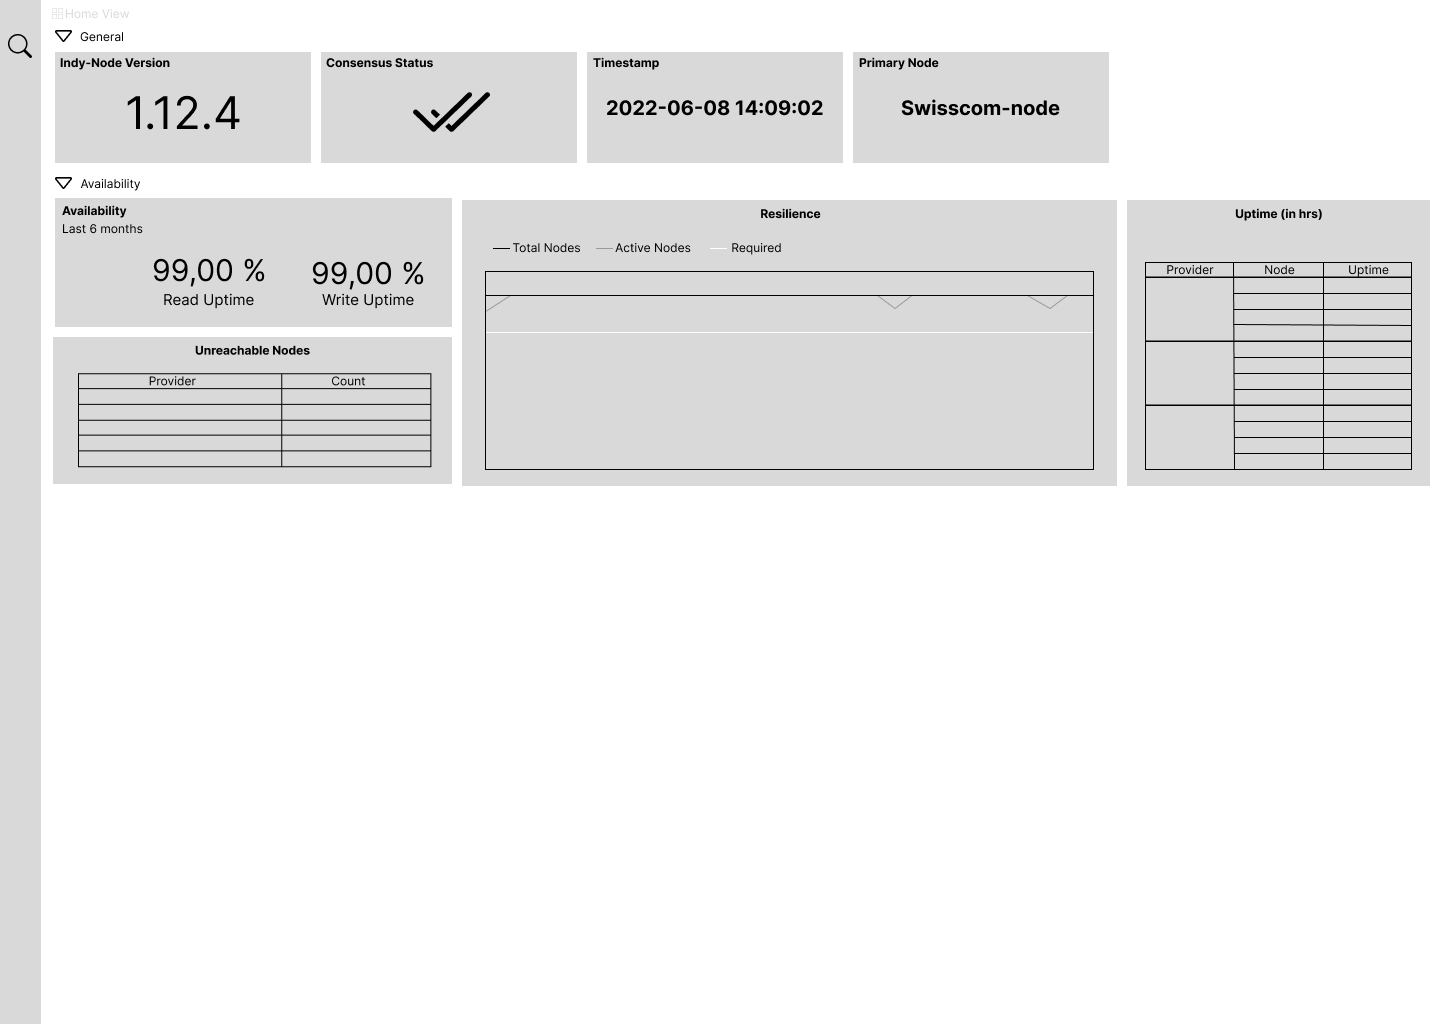 Home View
General
Indy-Node Version
1.12.4
Consensus Status
Timestamp
2022-06-08 14:09:02
Primary Node
Swisscom-node
Availability
Availability
Last 6 months
99,00 %
Read Uptime
99,00 %
Write Uptime
Unreachable Nodes
Provider Count
Resilience
Total Nodes Active Nodes Required
Uptime (in hrs)
Provider Node Uptime